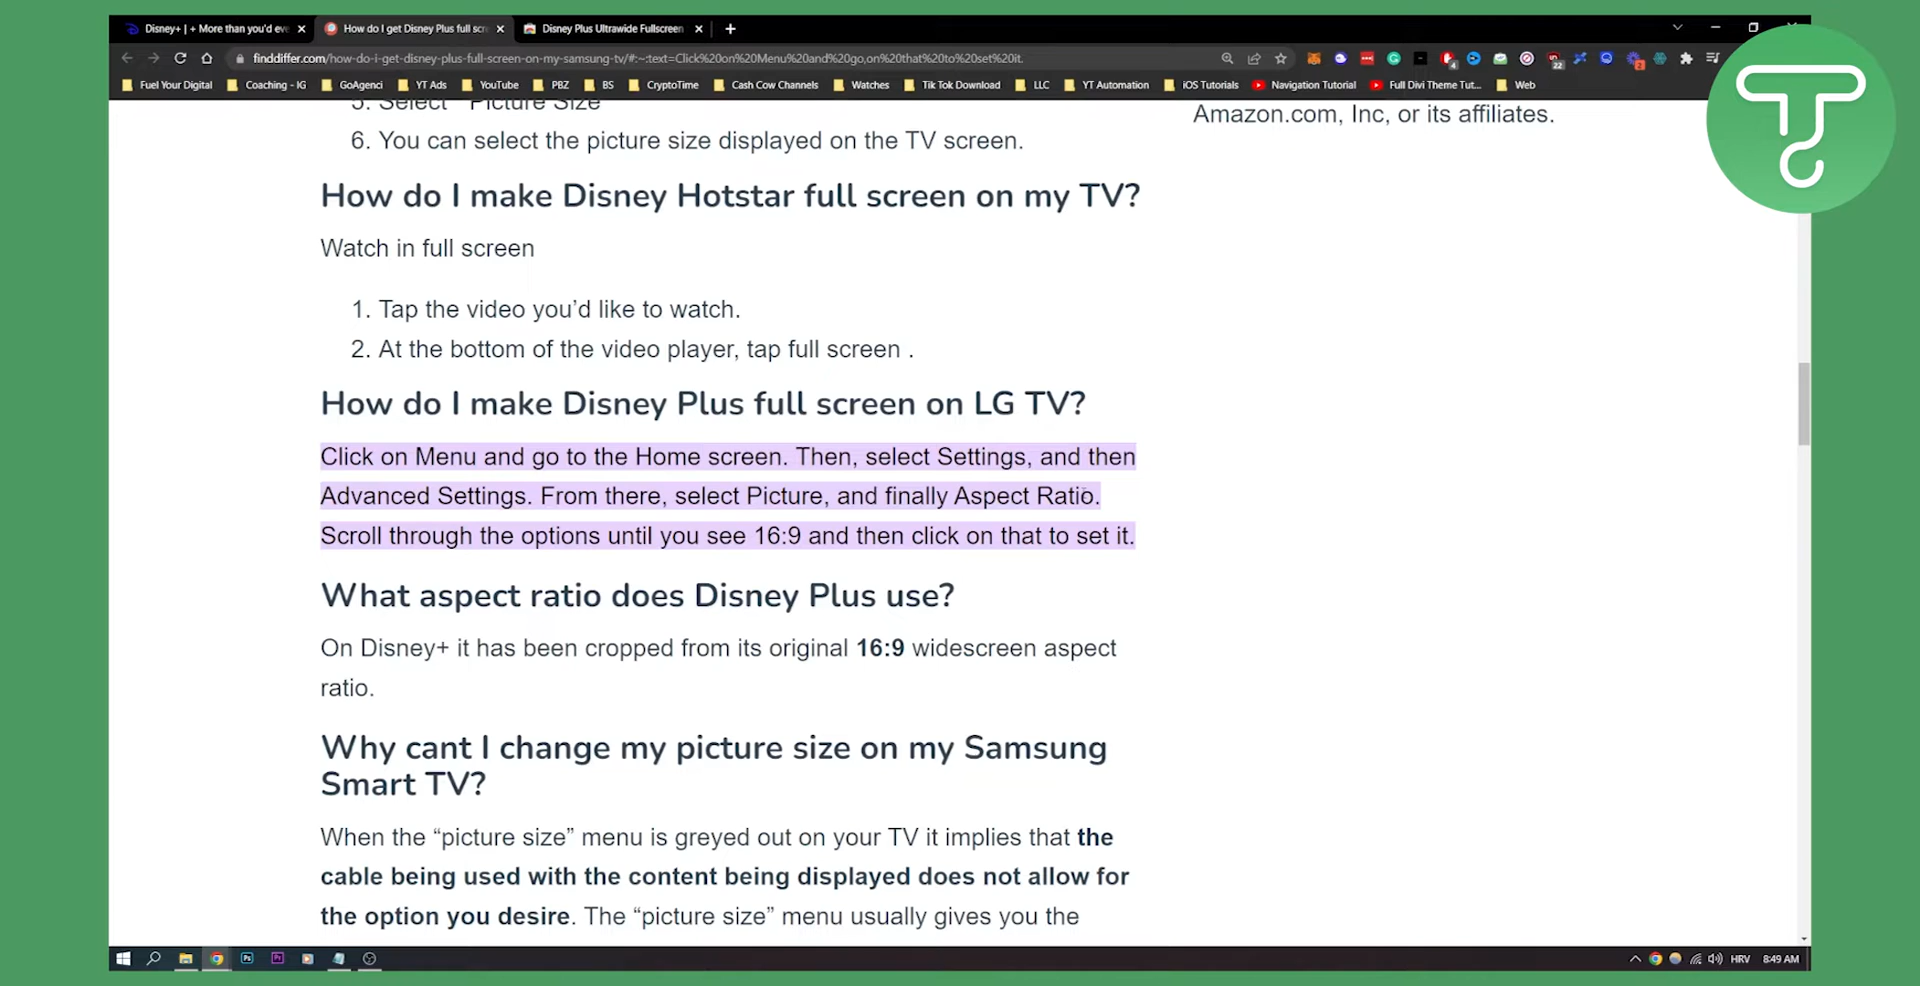 Disney+ | + More than you'd eve
How do I get Disney Plus full scr
Disney Plus Ultrawide Fullscreen
finddiffer.com/how-do-i-get-disney-plus-full-screen-on-my-samsung-tv/#:~:text=Click%20on%20Menu%20and%20go,on%20that%20to%20set%20it.
Fuel Your Digital
Coaching - IG
GoAgenci
YT Ads
YouTube
PBZ
BS
CryptoTime
Cash Cow Channels
Watches
Tik Tok Download
LLC
YT Automation
iOS Tutorials
Navigation Tutorial
Full Divi Theme Tut...
Web
5. Select "Picture Size"
6. You can select the picture size displayed on the TV screen.
Amazon.com, Inc, or its affiliates.
How do I make Disney Hotstar full screen on my TV?
Watch in full screen
1. Tap the video you’d like to watch.
2. At the bottom of the video player, tap full screen .
How do I make Disney Plus full screen on LG TV?
Click on Menu and go to the Home screen. Then, select Settings, and then
Advanced Settings. From there, select Picture, and finally Aspect Ratio.
Scroll through the options until you see 16:9 and then click on that to set it.
What aspect ratio does Disney Plus use?
On Disney+ it has been cropped from its original 16:9 widescreen aspect
ratio.
Why cant I change my picture size on my Samsung
Smart TV?
When the “picture size” menu is greyed out on your TV it implies that the
cable being used with the content being displayed does not allow for
the option you desire. The “picture size” menu usually gives you the
HRV
8:49 AM